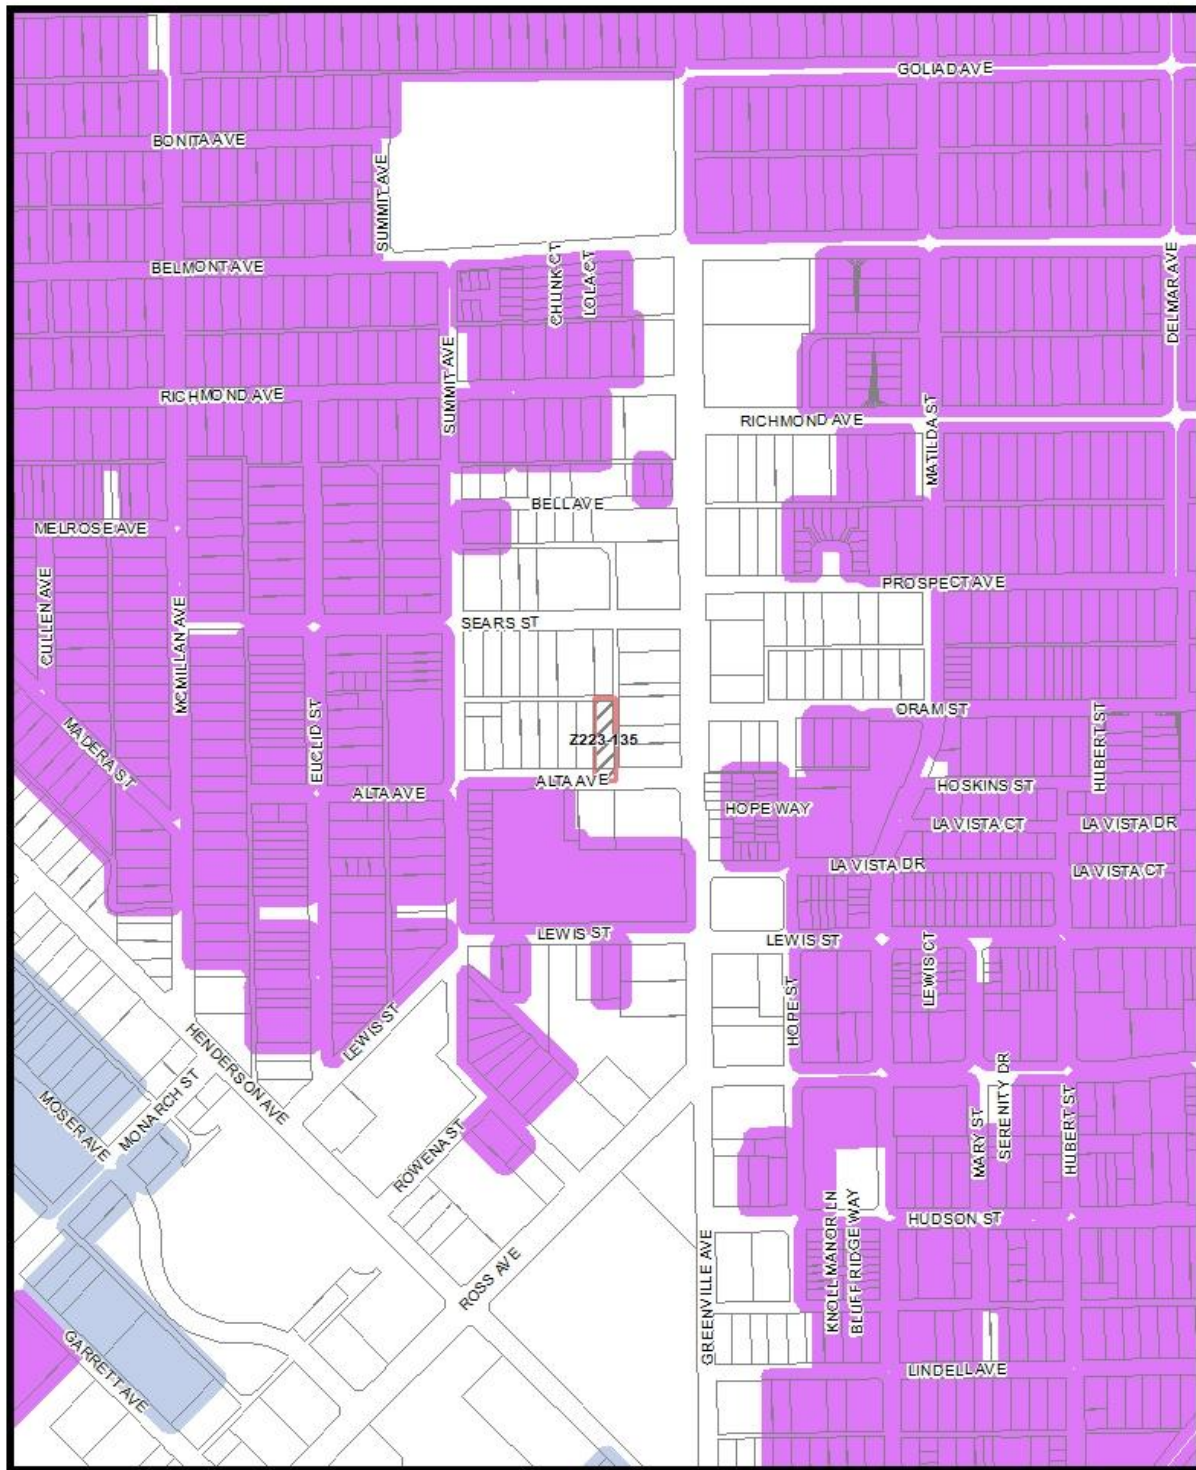 GOLIAD AVE
BONITA AVE
SUMMIT AVE
BELMONT AVE
CHUNK CT
LOLA CT
DELMAR AVE
SUMMIT AVE
RICHMOND AVE
RICHMOND AVE
MATILDA ST
BELL AVE
MELROSE AVE
CULLEN AVE
MCMILLAN AVE
PROSPECT AVE
SEARS ST
MADERA ST
EUCLID ST
ORAM ST
HUBERT ST
Z223-135
ALTA AVE
ALTA AVE
HOSKINS ST
HOPE WAY
LA VISTA CT
LA VISTA DR
LA VISTA DR
LA VISTA CT
LEWIS ST
LEWIS ST
LEWIS CT
HOPE ST
LEWIS ST
HENDERSON AVE
MONARCH ST
MOSER AVE
ROWENA ST
MARY ST
SERENITY DR
HUBERT ST
KNOLL MANOR LN
BLUFF RIDGE WAY
HUDSON ST
ROSS AVE
GREENVILLE AVE
GARRETT AVE
LINDELL AVE